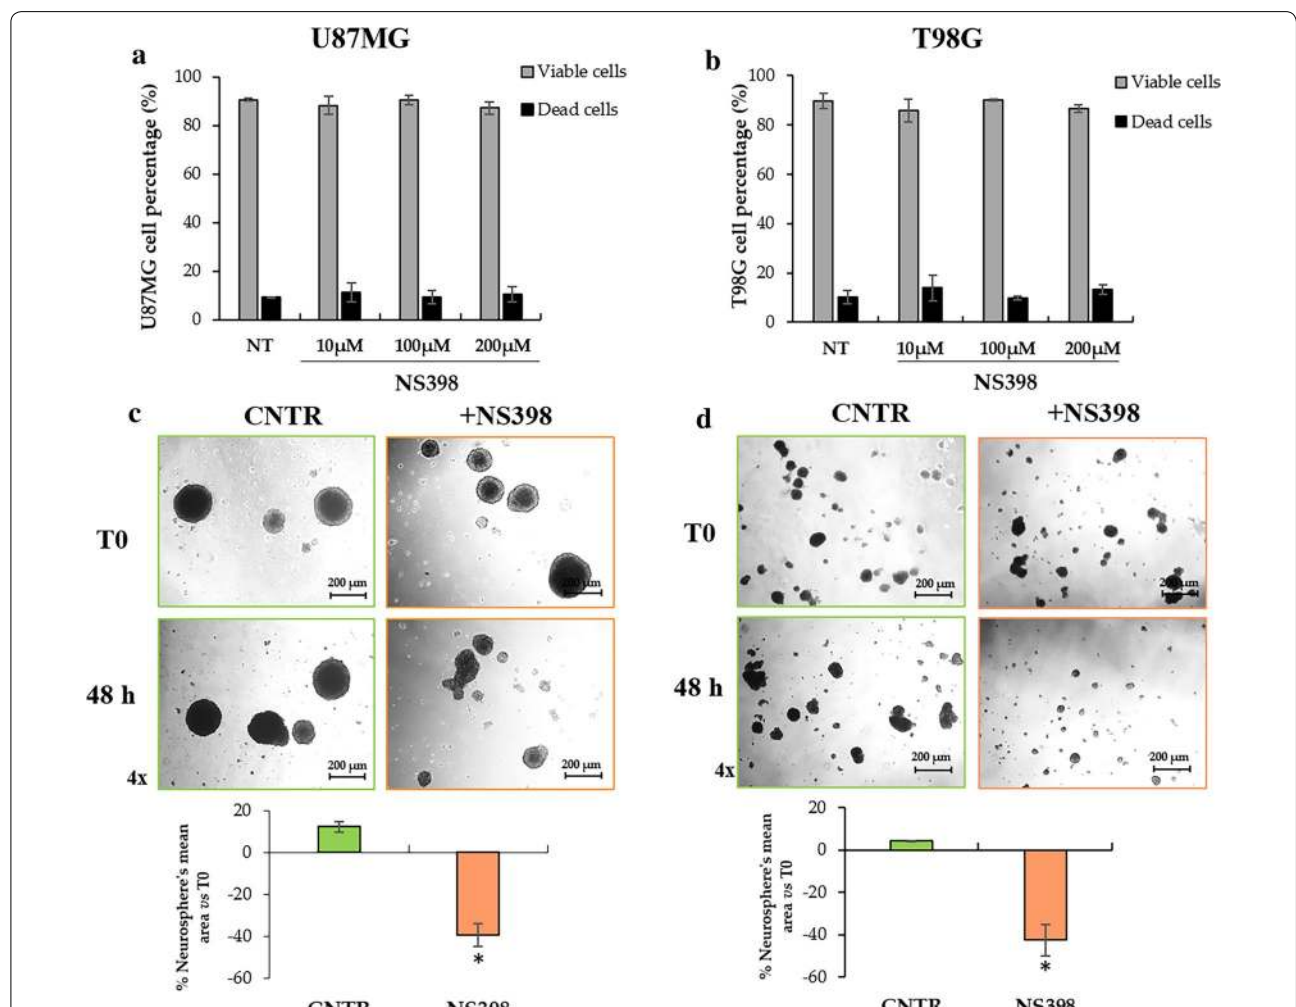 U87MG
T98G
a
b
Viable cells
Dead cells
Viable cells
Dead cells
U87MG cell percentage (%)
100
80
60
40
20
0
T98G cell percentage (%)
100
80
60
40
20
0
NT 10µM 100µM 200µM
NS398
NT 10µM 100µM 200µM
NS398
c
CNTR +NS398
d
CNTR +NS398
T0
200 µm
200 µm
T0
200 µm
200 µm
48 h
4x
200 µm
200 µm
48 h
4x
200 µm
200 µm
% Neurosphere's mean
area vs T0
20
0
-20
-40
-60
*
CNTR NS398
% Neurosphere's mean
area vs T0
20
0
-20
-40
-60
*
CNTR NS398